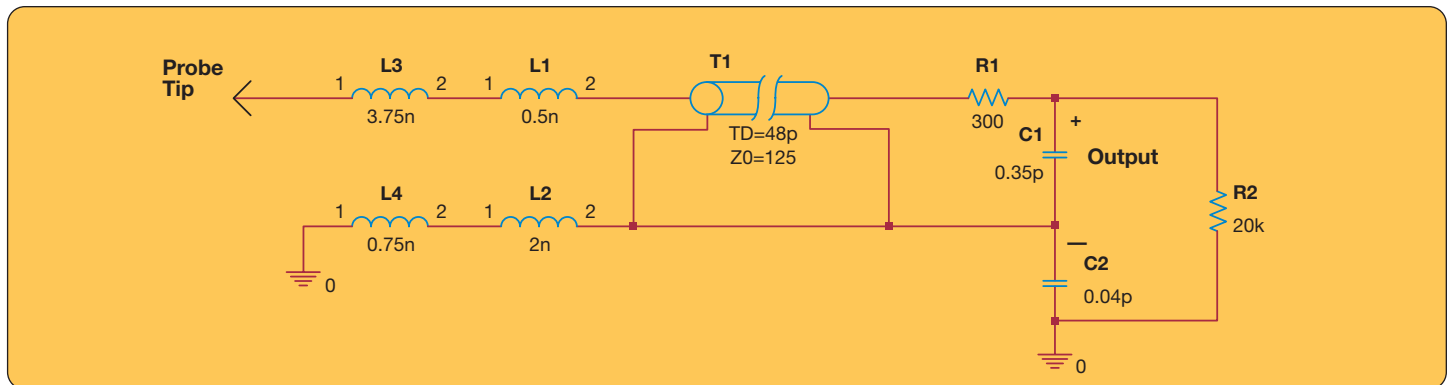 Probe
Tip
1
L3
2
3.75n
1
L1
2
0.5n
T1
TD=48p
Z0=125
R1
300
+
C1
0.35p
Output
R2
20k
1
L4
2
0.75n
1
L2
2
2n
—
C2
0.04p
0
0